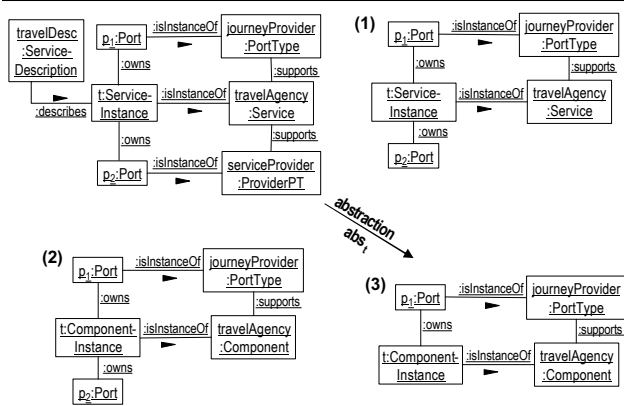 travelDesc
:Service-
Description
:describes
p1:Port
:isInstanceOf
journeyProvider
:PortType
:owns
:supports
t:Service-
Instance
:isInstanceOf
travelAgency
:Service
:owns
:supports
p2:Port
:isInstanceOf
serviceProvider
:ProviderPT
(1)
p1:Port
:isInstanceOf
journeyProvider
:PortType
:owns
:supports
t:Service-
Instance
:isInstanceOf
travelAgency
:Service
:owns
p2:Port
abstraction
abst
(2)
p1:Port
:isInstanceOf
journeyProvider
:PortType
:owns
:supports
t:Component-
Instance
:isInstanceOf
travelAgency
:Component
:owns
p2:Port
(3)
p1:Port
:isInstanceOf
journeyProvider
:PortType
:owns
:supports
t:Component-
Instance
:isInstanceOf
travelAgency
:Component